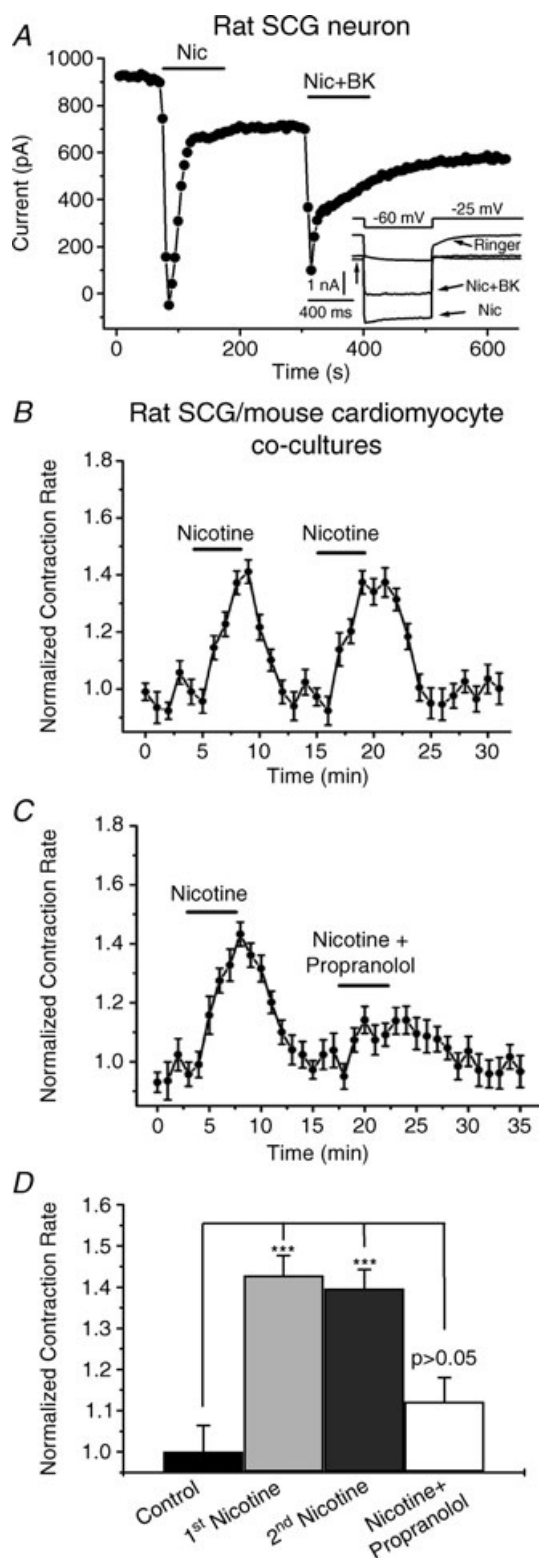 A
Rat SCG neuron
Nic
Nic+BK
Current (pA)
1000
800
600
400
200
0
-60 mV
-25 mV
Ringer
Nic+BK
Nic
1 nA
400 ms
0
200
400
600
Time (s)
B
Rat SCG/mouse cardiomyocyte
co-cultures
Normalized Contraction Rate
1.8
1.6
1.4
1.2
1.0
Nicotine
Nicotine
0
5
10
15
20
25
30
Time (min)
C
Normalized Contraction Rate
1.8
1.6
1.4
1.2
1.0
Nicotine
Nicotine +
Propranolol
0
5
10
15
20
25
30
35
Time (min)
D
Normalized Contraction Rate
1.6
1.5
1.4
1.3
1.2
1.1
1.0
***
***
p>0.05
Control
1st Nicotine
2nd Nicotine
Nicotine+
Propranolol